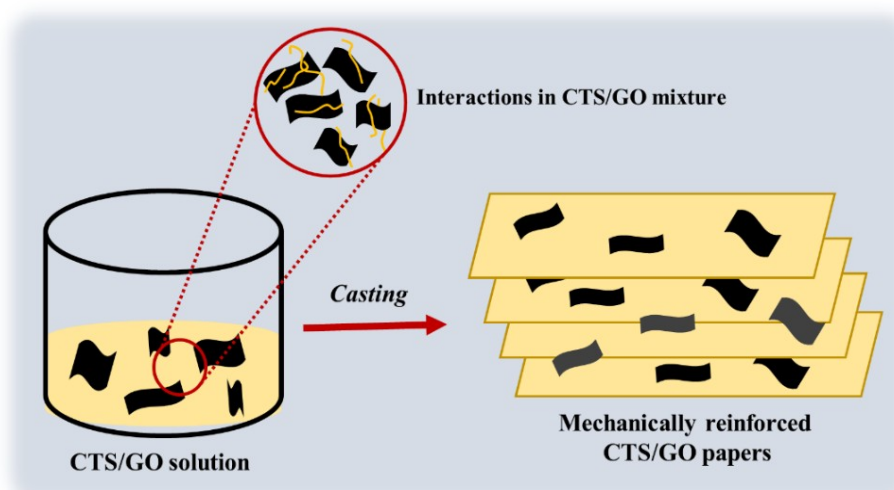 Interactions in CTS/GO mixture
Casting
CTS/GO solution
Mechanically reinforced
CTS/GO papers